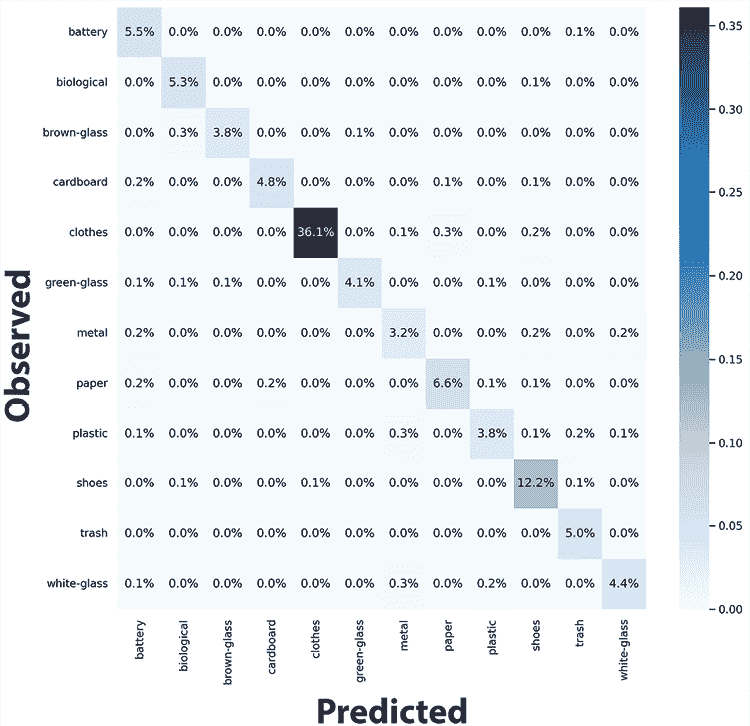 battery 5.5% 0.0% 0.0% 0.0% 0.0% 0.0% 0.0% 0.0% 0.0% 0.0% 0.1% 0.0%
biological 0.0% 5.3% 0.0% 0.0% 0.0% 0.0% 0.0% 0.0% 0.0% 0.1% 0.0% 0.0%
brown-glass 0.0% 0.3% 3.8% 0.0% 0.0% 0.1% 0.0% 0.0% 0.0% 0.0% 0.0% 0.0%
cardboard 0.2% 0.0% 0.0% 4.8% 0.0% 0.0% 0.0% 0.1% 0.0% 0.1% 0.0% 0.0%
clothes 0.0% 0.0% 0.0% 0.0% 36.1% 0.0% 0.1% 0.3% 0.0% 0.2% 0.0% 0.0%
green-glass 0.1% 0.1% 0.1% 0.0% 0.0% 4.1% 0.0% 0.0% 0.1% 0.0% 0.0% 0.0%
metal 0.2% 0.0% 0.0% 0.0% 0.0% 0.0% 3.2% 0.0% 0.0% 0.2% 0.0% 0.2%
paper 0.2% 0.0% 0.0% 0.2% 0.0% 0.0% 0.0% 6.6% 0.1% 0.1% 0.0% 0.0%
plastic 0.1% 0.0% 0.0% 0.0% 0.0% 0.0% 0.3% 0.0% 3.8% 0.1% 0.2% 0.1%
shoes 0.0% 0.1% 0.0% 0.0% 0.1% 0.0% 0.0% 0.0% 0.0% 12.2% 0.1% 0.0%
trash 0.0% 0.0% 0.0% 0.0% 0.0% 0.0% 0.0% 0.0% 0.0% 0.0% 5.0% 0.0%
white-glass 0.1% 0.0% 0.0% 0.0% 0.0% 0.0% 0.3% 0.0% 0.2% 0.0% 0.0% 4.4%
battery biological brown-glass cardboard clothes green-glass metal paper plastic shoes trash white-glass
Observed
Predicted
0.35
0.30
0.25
0.20
0.15
0.10
0.05
0.00